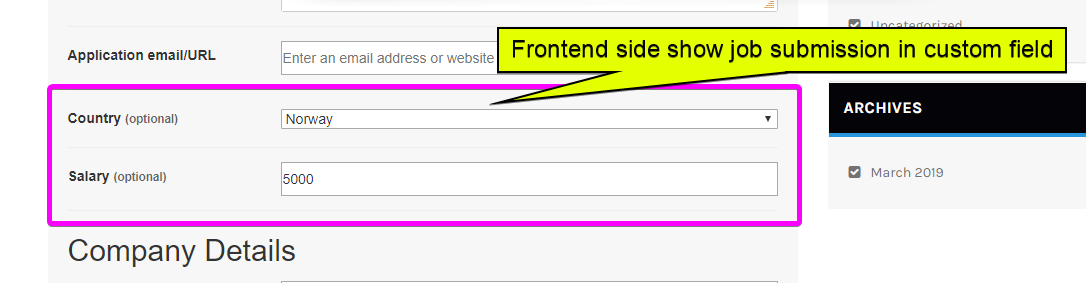 Uncategorized
Application email/URL
Enter an email address or website
Frontend side show job submission in custom field
Country (optional)
Norway
Salary (optional)
5000
Company Details
ARCHIVES
March 2019